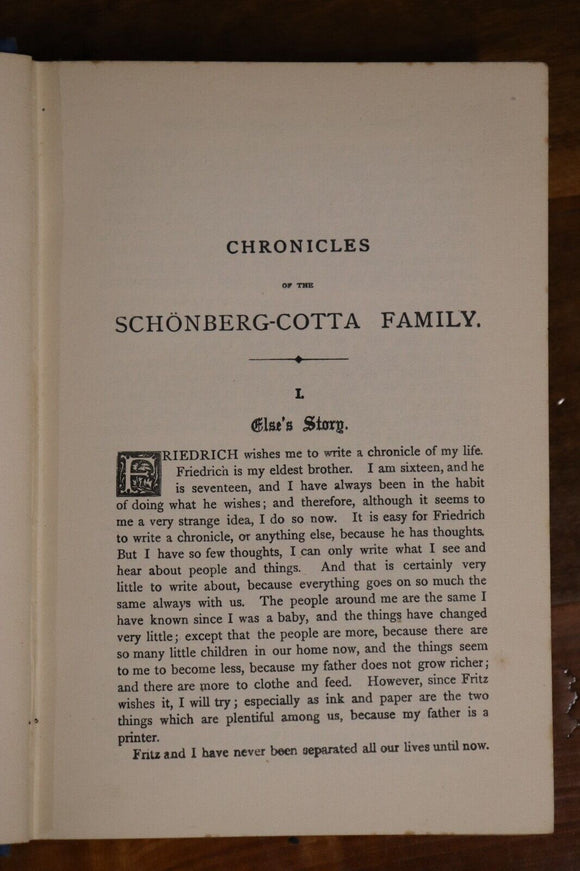 CHRONICLES
OF THE
SCHÖNBERG-COTTA FAMILY.
I.
Else's Story.
FRIEDRICH wishes me to write a chronicle of my life.
Friedrich is my eldest brother. I am sixteen, and he
is seventeen, and I have always been in the habit
of doing what he wishes; and therefore, although it seems to
me a very strange idea, I do so now. It is easy for Friedrich
to write a chronicle, or anything else, because he has thoughts.
But I have so few thoughts, I can only write what I see and
hear about people and things. And that is certainly very
little to write about, because everything goes on so much the
same always with us. The people around me are the same I
have known since I was a baby, and the things have changed
very little; except that the people are more, because there are
so many little children in our home now, and the things seem
to me to become less, because my father does not grow richer;
and there are more to clothe and feed. However, since Fritz
wishes it, I will try; especially as ink and paper are the two
things which are plentiful among us, because my father is a
printer.
Fritz and I have never been separated all our lives until now.